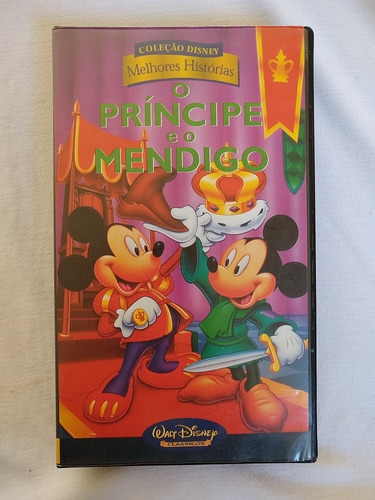 COLEÇÃO DISNEY
Melhores Histórias
O
PRÍNCIPE
e o
MENDIGO
WALT DISNEY
CLÁSSICOS